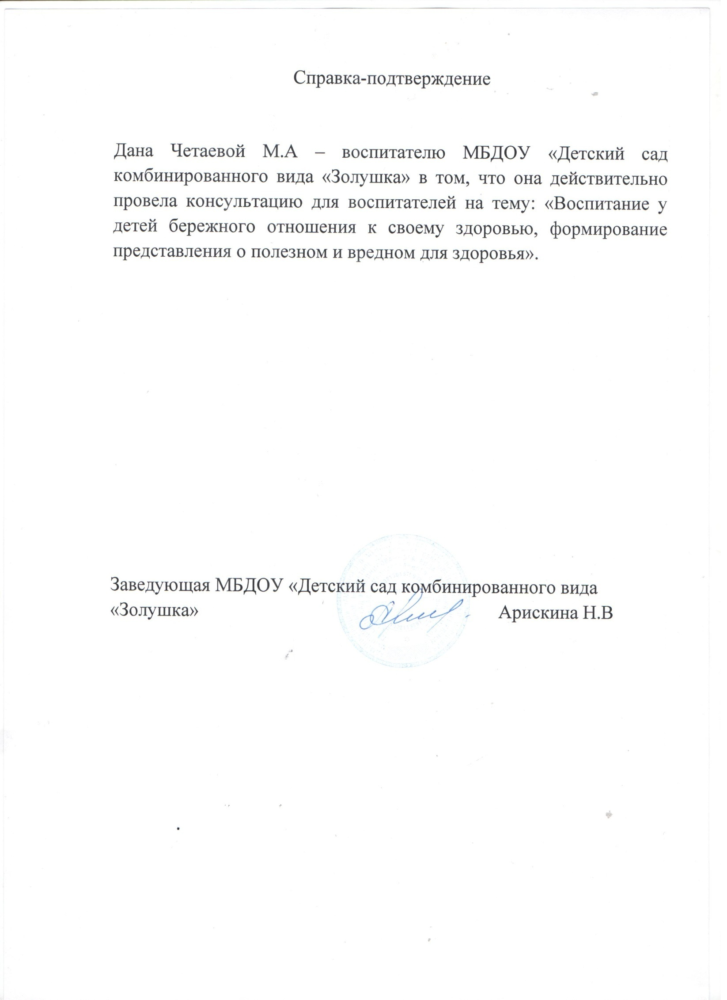 Справка-подтверждение
Дана Четаевой М.А – воспитателю МБДОУ «Детский сад
комбинированного вида «Золушка» в том, что она действительно
провела консультацию для воспитателей на тему: «Воспитание у
детей бережного отношения к своему здоровью, формирование
представления о полезном и вредном для здоровья».
Заведующая МБДОУ «Детский сад комбинированного вида
«Золушка» Арискина Н.В